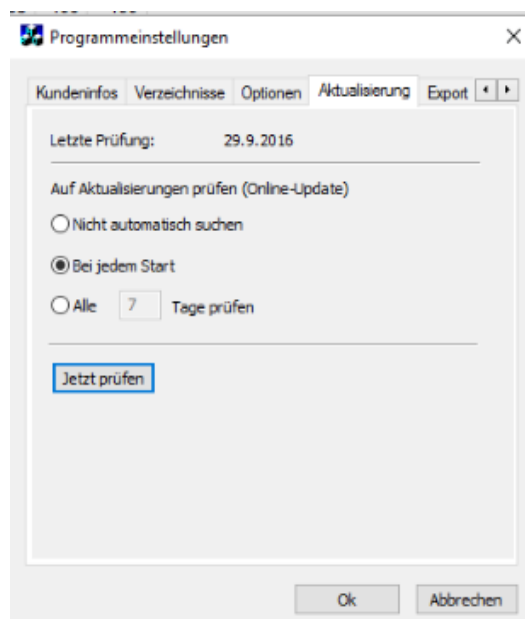 Programmeinstellungen
Kundeninfos Verzeichnisse Optionen Aktualisierung Export
Letzte Prüfung: 29.9.2016
Auf Aktualisierungen prüfen (Online-Update)
Nicht automatisch suchen
Bei jedem Start
Alle 7 Tage prüfen
Jetzt prüfen
Ok Abbrechen